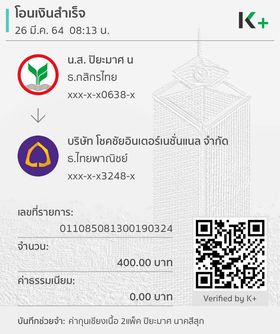 โอนเงินสำเร็จ
26 มี.ค. 64 08:13 น.
K+
น.ส. ปิยะมาศ น
ธ.กสิกรไทย
xxx-x-x0638-x
บริษัท โชคชัยอินเตอร์เนชั่นแนล จำกัด
ธ.ไทยพาณิชย์
xxx-x-x3248-x
เลขที่รายการ:
011085081300190324
จำนวน:
400.00 บาท
ค่าธรรมเนียม:
0.00 บาท
Verified by K+
บันทึกช่วยจำ: ค่ากุนเชียงเนื้อ 2แพ็ค ปิยะมาศ นาคสีสุก